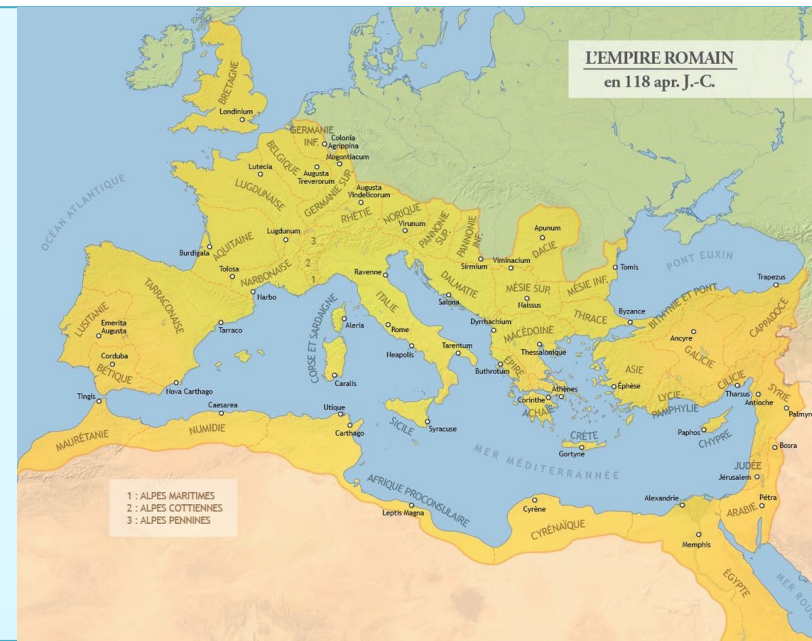 L'EMPIRE ROMAIN
en 118 apr. J.-C.
BRETAGNE
Londinium
OCÉAN ATLANTIQUE
GERMANIE
INF.
Colonia
Agrippina
Mogontiacum
BELGIQUE
Lutecia
Augusta
Treverorum
LUGDUNAISE
GERMANIE SUP.
Augusta
Vindelicorum
RHÉTIE
NORIQUE
Virunum
PANNONIE
SUP.
PANNONIE
INF.
Apunum
DACIE
AQUITAINE
Lugdunum
3
2
1
Burdigala
Tolosa
NARBONAISE
Narbo
Ravenne
Sirmium
Viminacium
Tomis
PONT EUXIN
DALMATIE
Salona
MÉSIE SUP.
Naissus
MÉSIE INF.
Trapezus
TARRACONAISE
LUSITANIE
Emerita
Augusta
Tarraco
CORSE ET SARDAIGNE
Aleria
ITALIE
Rome
Neapolis
Tarentum
Dyrrhachium
MACÉDOINE
THRACE
Byzance
BITHYNIE ET PONT
Ancyre
GALICIE
CAPPADOCE
Thessalonique
Corduba
BÉTIQUE
Nova Carthago
Caralis
Buthrotum
ÉPIRE
Athènes
Corinthe
ACHAÏE
ASIE
Éphèse
LYCIE-
PAMPHYLIE
CILICIE
Tharsus
Antioche
SYRIE
Palmyre
Tingis
Caesarea
Utique
Carthago
SICILE
Syracuse
CRÈTE
Gortyne
Paphos
CHYPRE
Bosra
MAURÉTANIE
NUMIDIE
MER MÉDITERRANNÉE
JUDÉE
Jérusalem
AFRIQUE PROCONSULAIRE
Leptis Magna
Cyrène
CYRÉNAÏQUE
Alexandrie
Pétra
ARABIE
Memphis
ÉGYPTE
MER ROUG
1 : ALPES MARITIMES
2 : ALPES COTTIENNES
3 : ALPES PENNINES